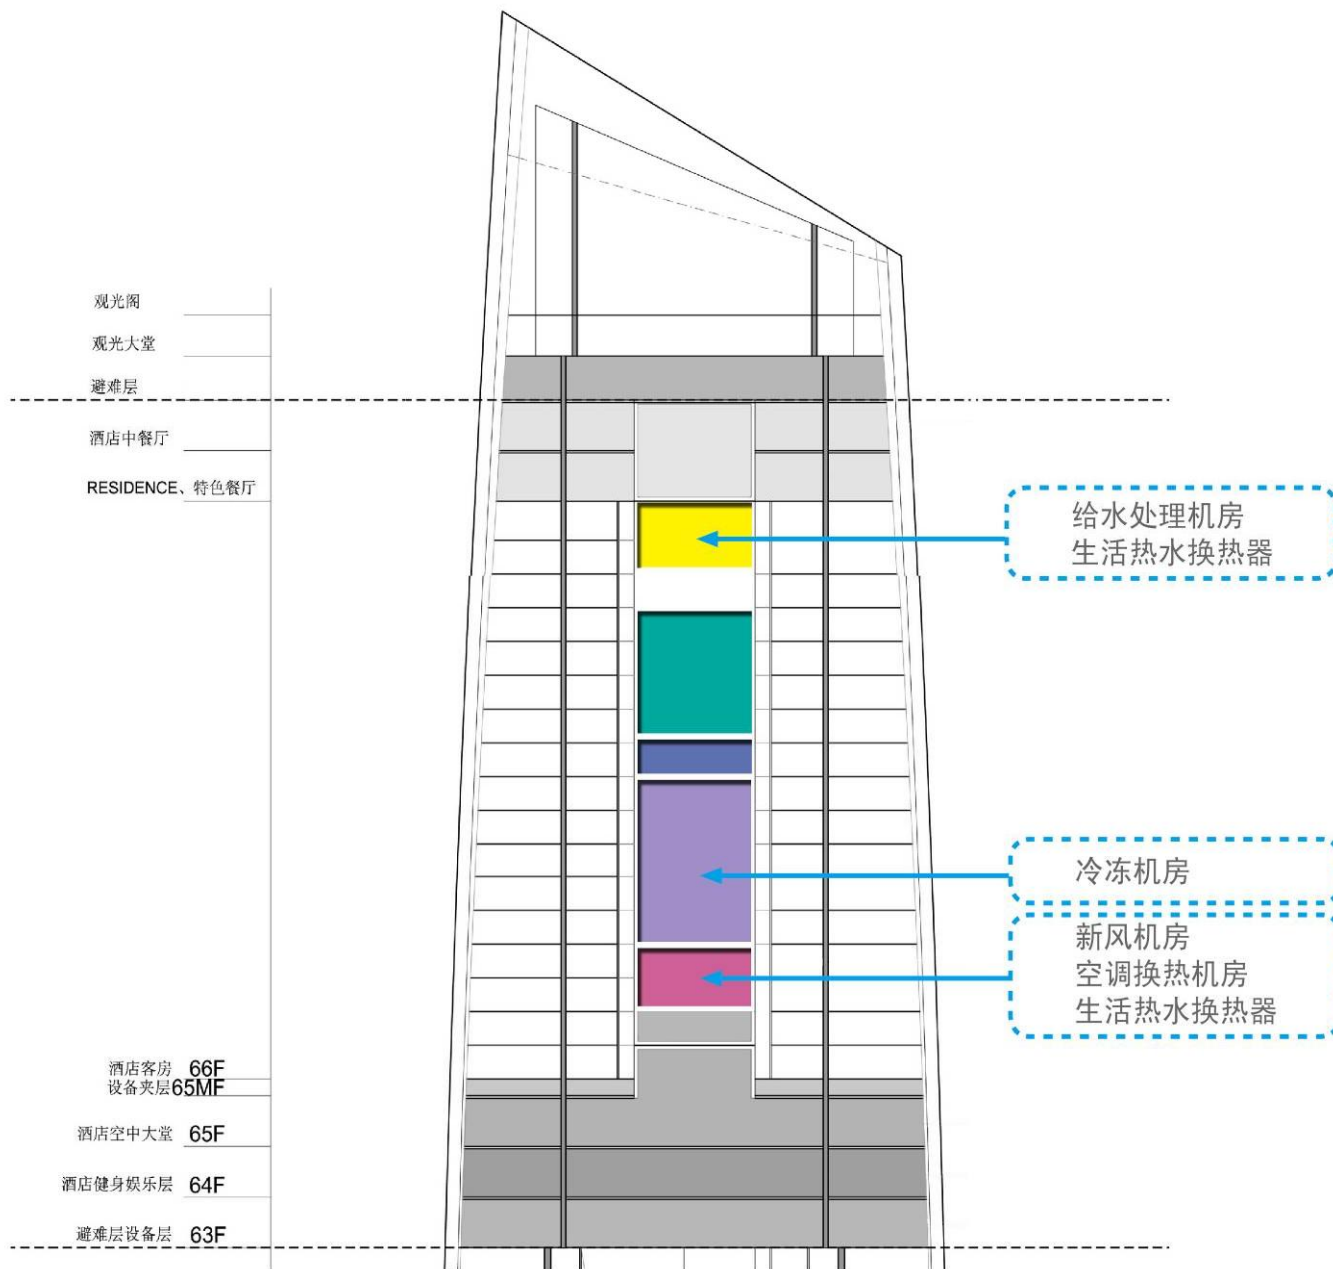 观光阁
观光大堂
避难层
酒店中餐厅
RESIDENCE、特色餐厅
给水处理机房
生活热水换热器
冷冻机房
新风机房
空调换热机房
生活热水换热器
酒店客房 66F
设备夹层65MF
酒店空中大堂 65F
酒店健身娱乐层 64F
避难层设备层 63F